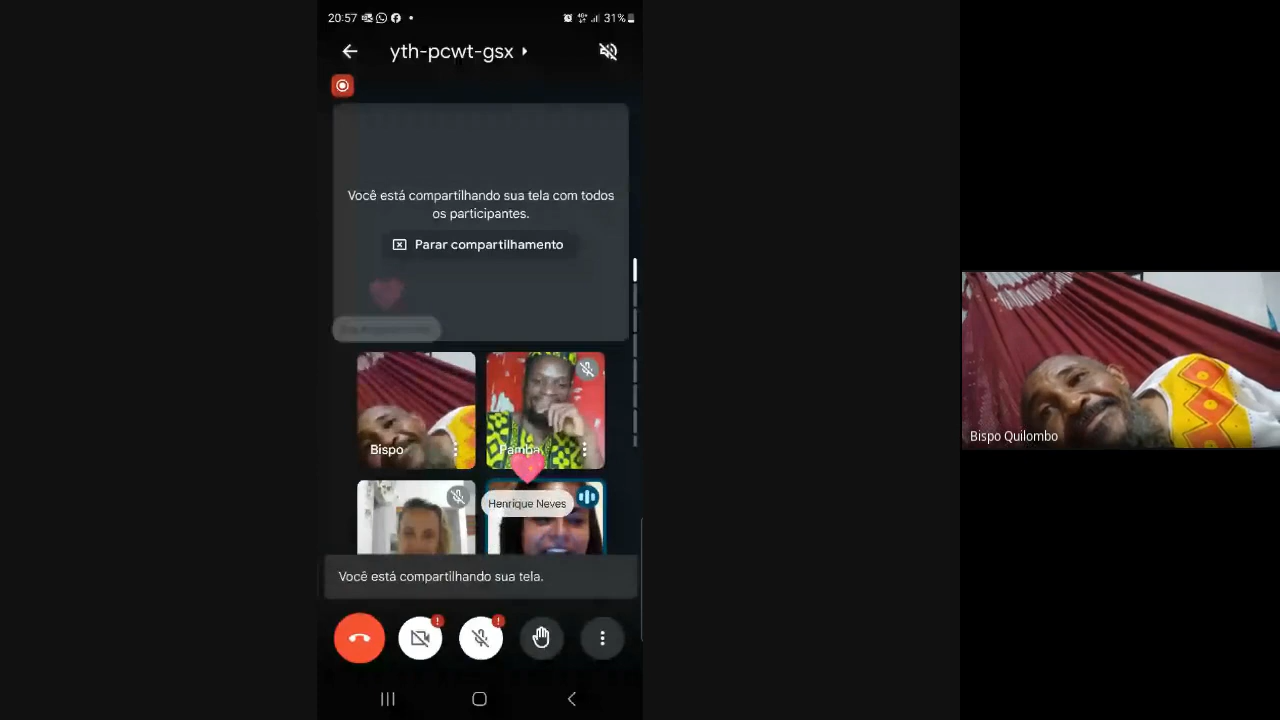 20:57
31%
yth-pcwt-gsx
Você está compartilhando sua tela com todos
os participantes.
Parar compartilhamento
Bispo
Pamba
Henrique Neves
Você está compartilhando sua tela.
Bispo Quilombo